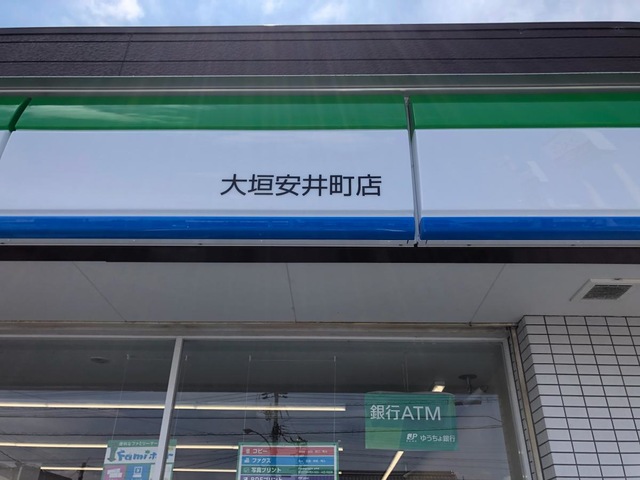 大垣安井町店
銀行ATM
ゆうちょ銀行
コピー
ファクス
写真プリント